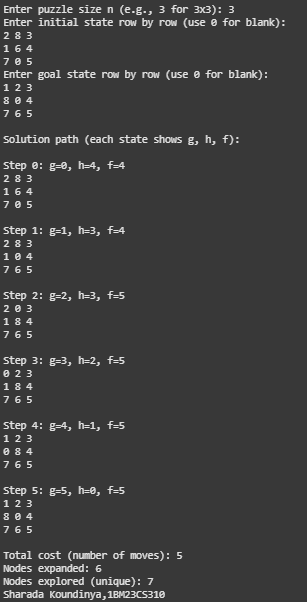 Enter puzzle size n (e.g., 3 for 3x3): 3
Enter initial state row by row (use 0 for blank):
2 8 3
1 6 4
7 0 5
Enter goal state row by row (use 0 for blank):
1 2 3
8 0 4
7 6 5

Solution path (each state shows g, h, f):

Step 0: g=0, h=4, f=4
2 8 3
1 6 4
7 0 5

Step 1: g=1, h=3, f=4
2 8 3
1 0 4
7 6 5

Step 2: g=2, h=3, f=5
2 0 3
1 8 4
7 6 5

Step 3: g=3, h=2, f=5
0 2 3
1 8 4
7 6 5

Step 4: g=4, h=1, f=5
1 2 3
0 8 4
7 6 5

Step 5: g=5, h=0, f=5
1 2 3
8 0 4
7 6 5

Total cost (number of moves): 5
Nodes expanded: 6
Nodes explored (unique): 7
Sharada Koundinya,1BM23CS310